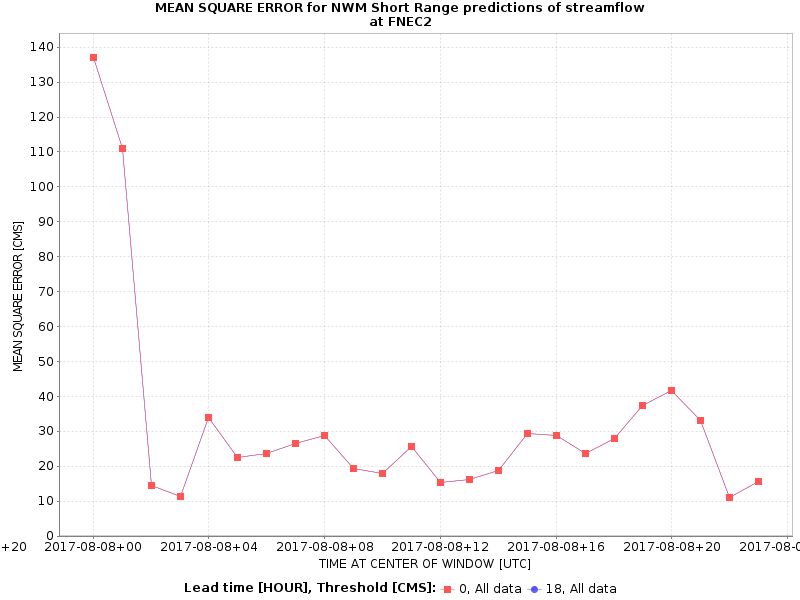 MEAN SQUARE ERROR for NWM Short Range predictions of streamflow
at FNEC2
MEAN SQUARE ERROR [CMS]
140
130
120
110
100
90
80
70
60
50
40
30
20
10
0
+20 2017-08-08+00 2017-08-08+04 2017-08-08+08 2017-08-08+12 2017-08-08+16 2017-08-08+20 2017-08-0
TIME AT CENTER OF WINDOW [UTC]
Lead time [HOUR], Threshold [CMS]: 0, All data 18, All data